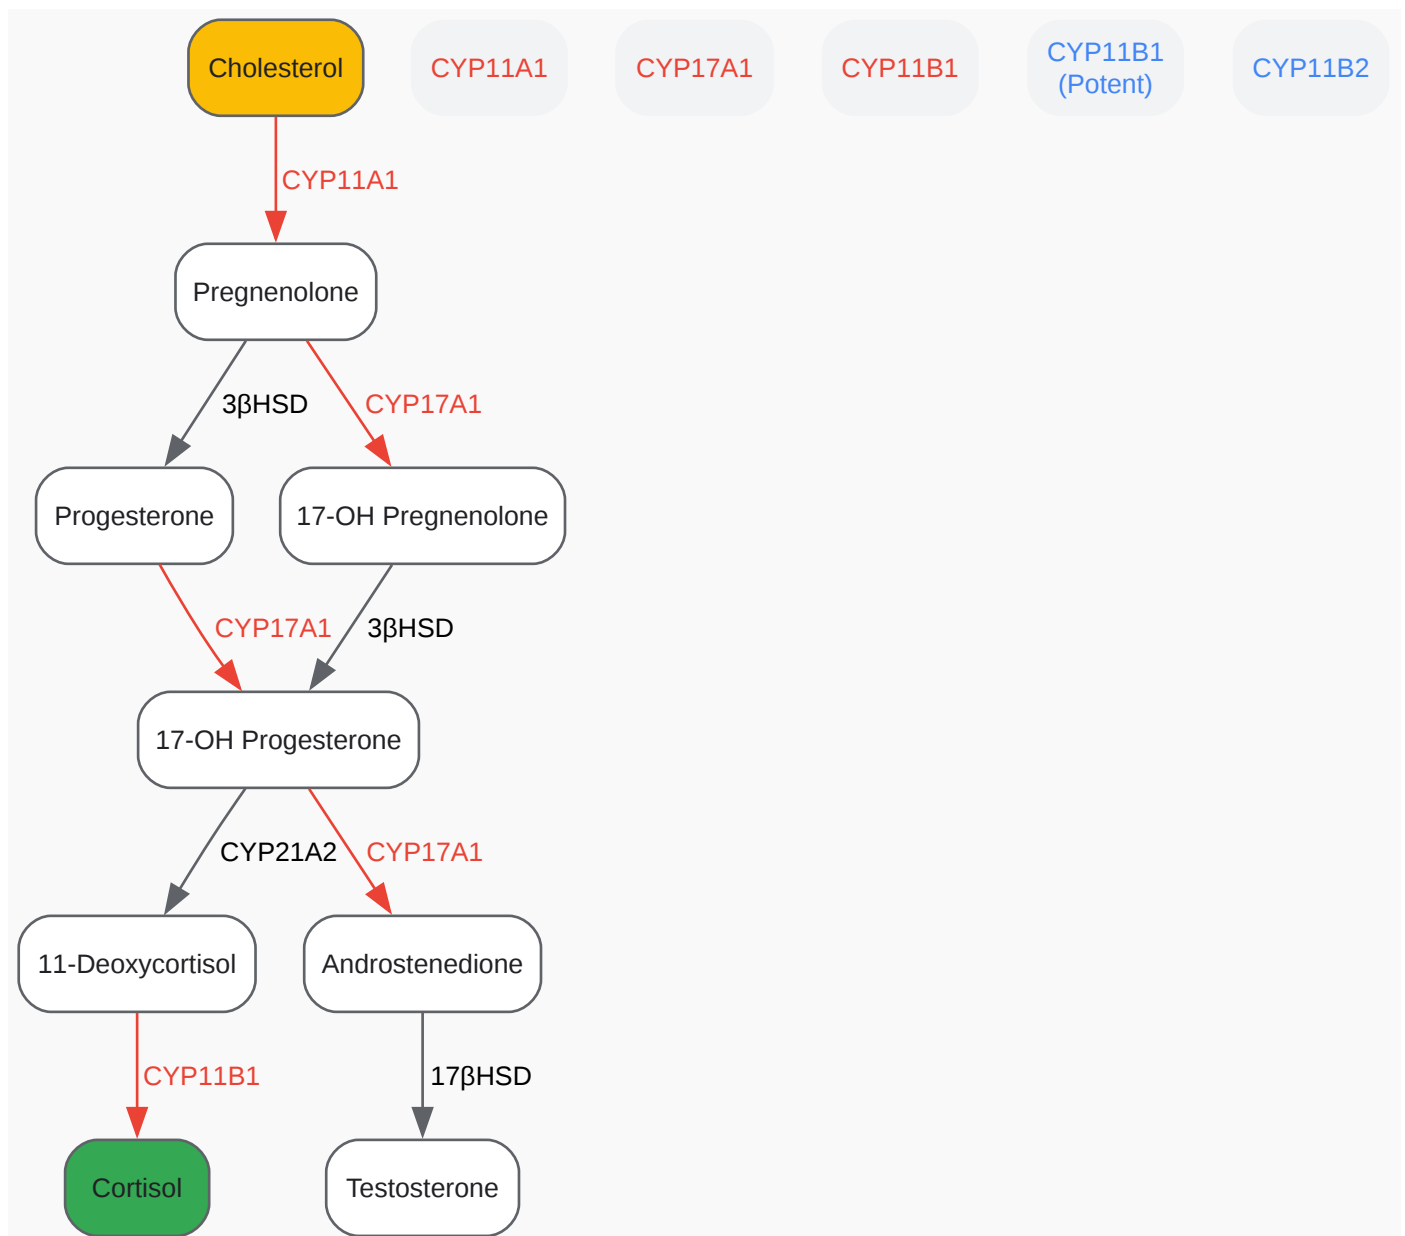 Cholesterol
CYP11A1
CYP17A1
CYP11B1
CYP11B1
(Potent)
CYP11B2
CYP11A1
Pregnenolone
3βHSD
CYP17A1
Progesterone
17-OH Pregnenolone
CYP17A1
3βHSD
17-OH Progesterone
CYP21A2
CYP17A1
11-Deoxycortisol
Androstenedione
CYP11B1
17βHSD
Cortisol
Testosterone